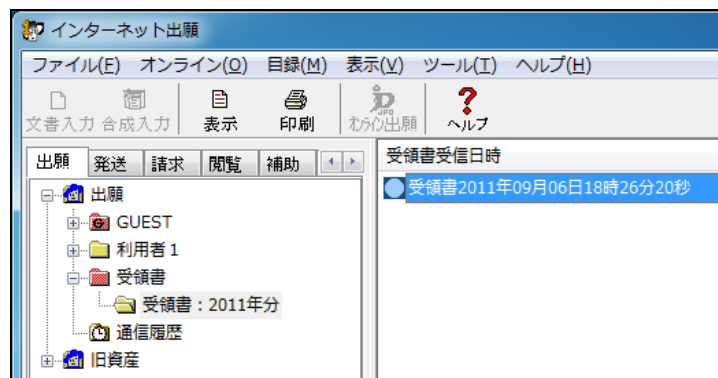 インターネット出願
ファイル(F) オンライン(O) 目録(M) 表示(V) ツール(T) ヘルプ(H)
文書入力 合成入力 表示 印刷 オンライン出願 ヘルプ
出願 発送 請求 閲覧 補助
受領書受信日時
受領書2011年09月06日18時26分20秒
出願
GUEST
利用者1
受領書
受領書：2011年分
通信履歴
旧資産